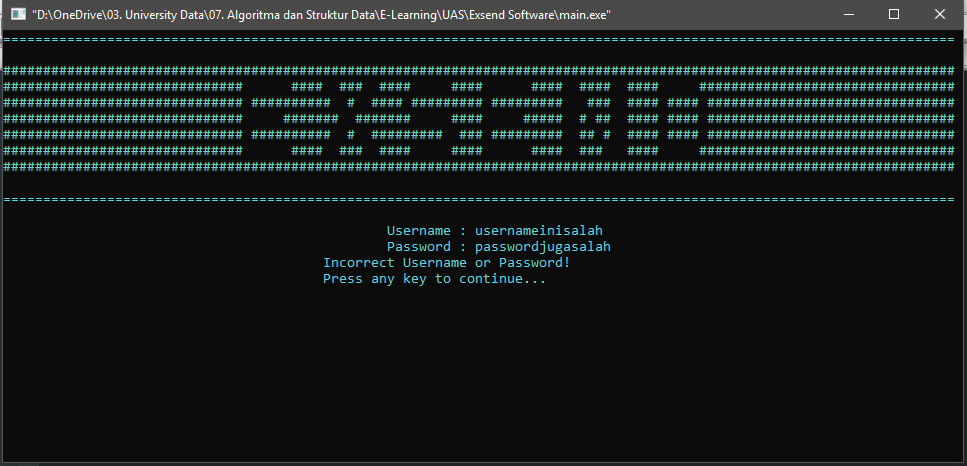 "D:\OneDrive\03. University Data\07. Algoritma dan Struktur Data\E-Learning\UAS\Exsend Software\main.exe"
EXSEND
Username : usernameinisalah
Password : passwordjugasalah
Incorrect Username or Password!
Press any key to continue...